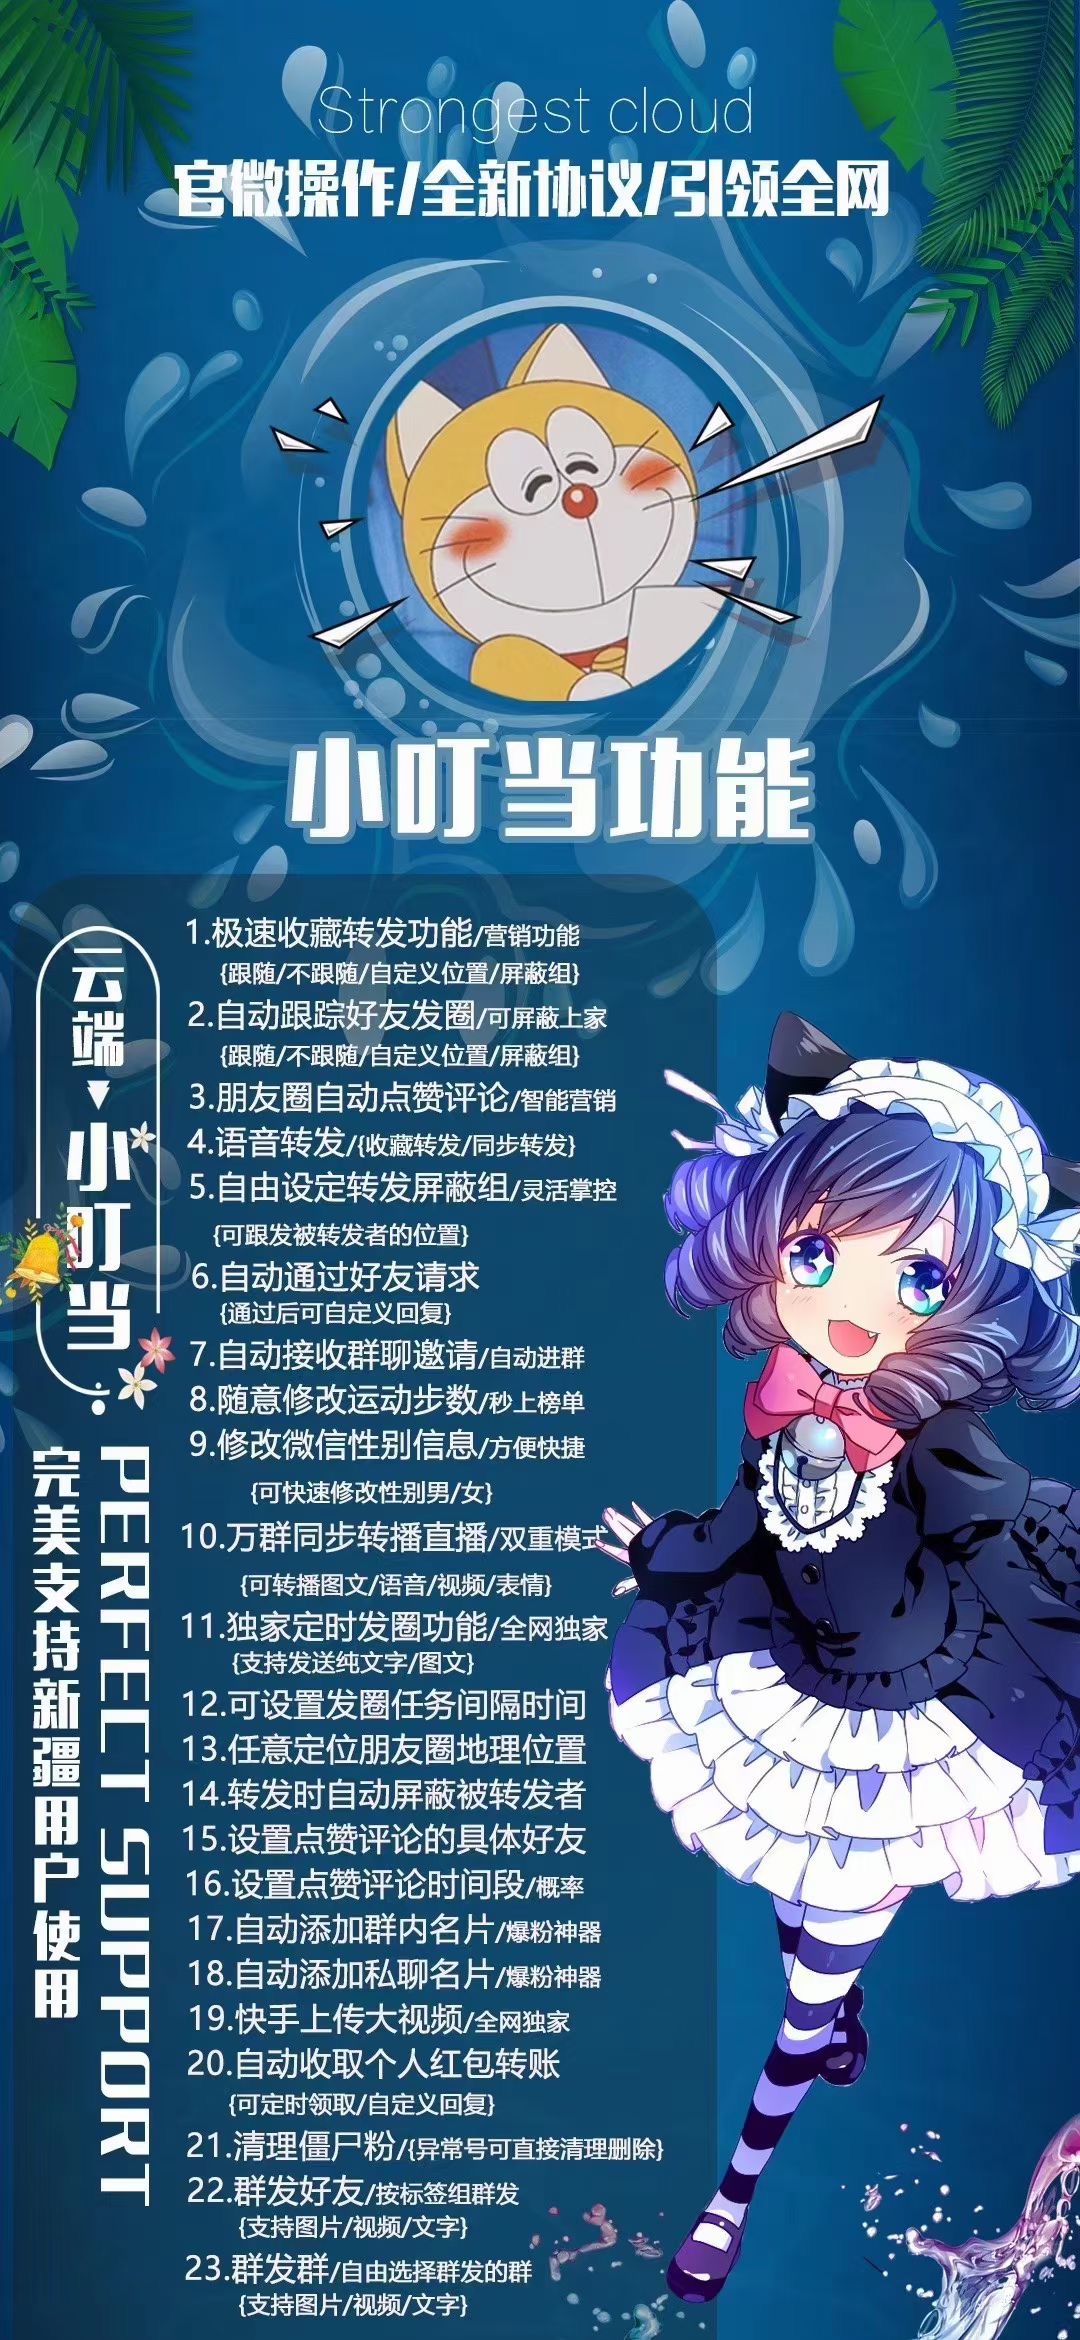 Strongest cloud
官微操作/全新协议/引领全网
小叮当功能
云端▼小叮当
完美支持新疆用户使用
PERFECT SUPPORT
1.极速收藏转发功能/营销功能
{跟随/不跟随/自定义位置/屏蔽组}
2.自动跟踪好友发圈/可屏蔽上家
{跟随/不跟随/自定义位置/屏蔽组}
3.朋友圈自动点赞评论/智能营销
4.语音转发/{收藏转发/同步转发}
5.自由设定转发屏蔽组/灵活掌控
{可跟发被转发者的位置}
6.自动通过好友请求
{通过后可自定义回复}
7.自动接收群聊邀请/自动进群
8.随意修改运动步数/秒上榜单
9.修改微信性别信息/方便快捷
{可快速修改性别男/女}
10.万群同步转播直播/双重模式
{可转播图文/语音/视频/表情}
11.独家定时发圈功能/全网独家
{支持发送纯文字/图文}
12.可设置发圈任务间隔时间
13.任意定位朋友圈地理位置
14.转发时自动屏蔽被转发者
15.设置点赞评论的具体好友
16.设置点赞评论时间段/概率
17.自动添加群内名片/爆粉神器
18.自动添加私聊名片/爆粉神器
19.快手上传大视频/全网独家
20.自动收取个人红包转账
{可定时领取/自定义回复}
21.清理僵尸粉/{异常号可直接清理删除}
22.群发好友/按标签组群发
{支持图片/视频/文字}
23.群发群/自由选择群发的群
{支持图片/视频/文字}